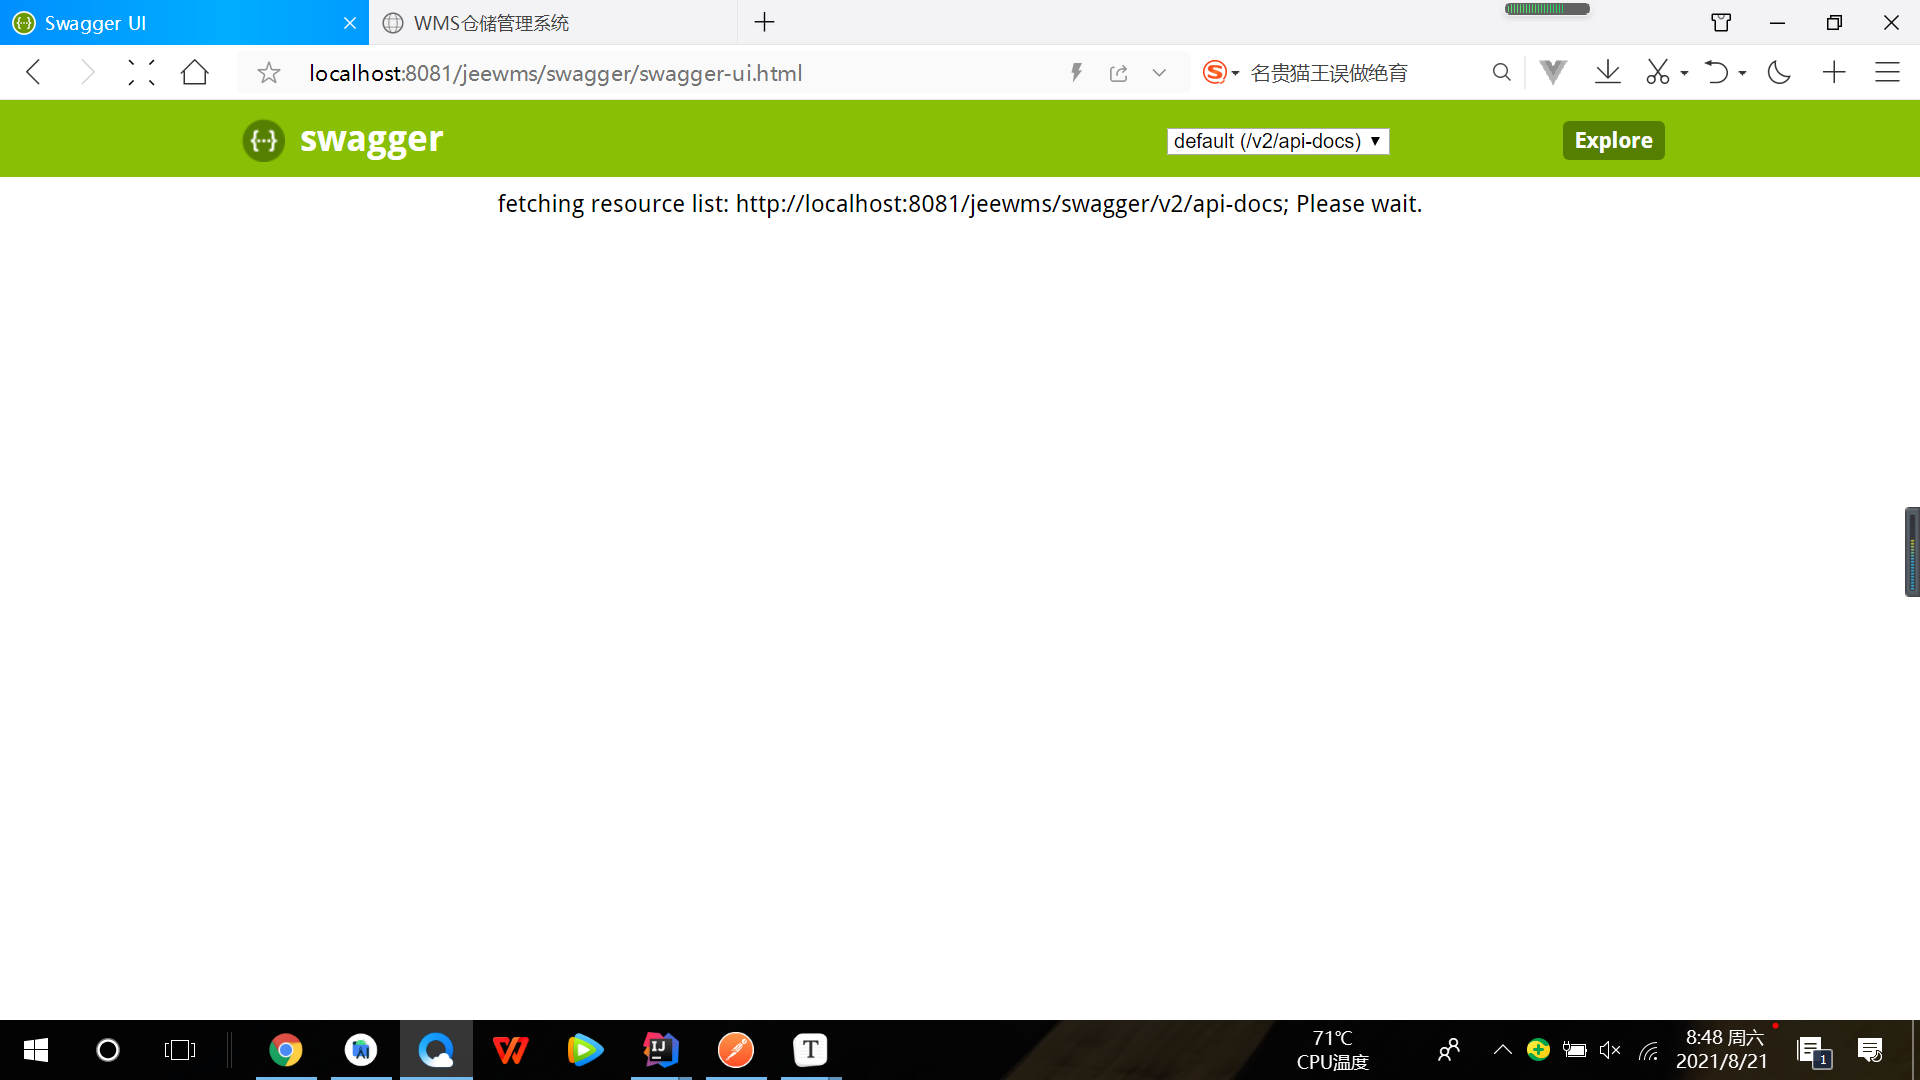 Swagger UI
WMS仓储管理系统
localhost:8081/jeewms/swagger/swagger-ui.html
名贵猫王误做绝育
swagger
default (/v2/api-docs)
Explore
fetching resource list: http://localhost:8081/jeewms/swagger/v2/api-docs; Please wait.
71℃
CPU温度
8:48 周六
2021/8/21
1